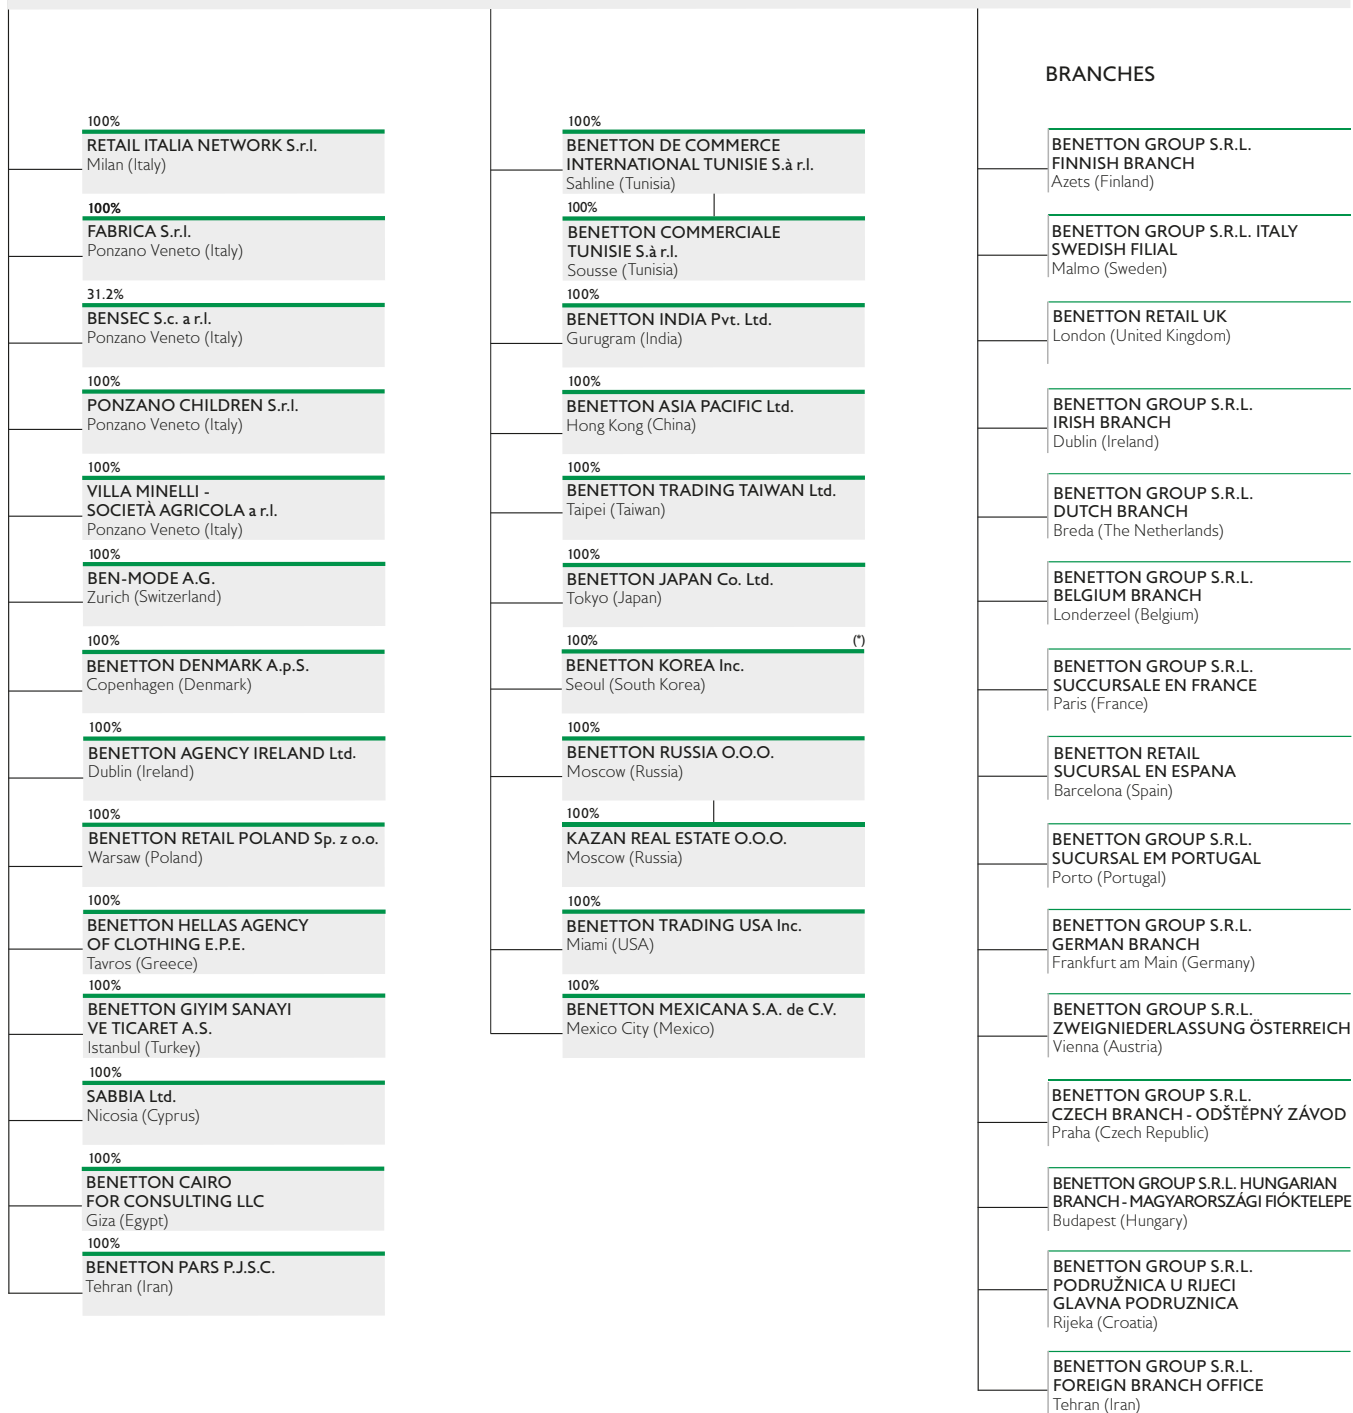 100%
RETAIL ITALIA NETWORK S.r.l.
Milan (Italy)
100%
FABRICA S.r.l.
Ponzano Veneto (Italy)
31.2%
BENSEC S.c. a r.l.
Ponzano Veneto (Italy)
100%
PONZANO CHILDREN S.r.l.
Ponzano Veneto (Italy)
100%
VILLA MINELLI -
SOCIETÀ AGRICOLA a r.l.
Ponzano Veneto (Italy)
100%
BEN-MODE A.G.
Zurich (Switzerland)
100%
BENETTON DENMARK A.p.S.
Copenhagen (Denmark)
100%
BENETTON AGENCY IRELAND Ltd.
Dublin (Ireland)
100%
BENETTON RETAIL POLAND Sp. z o.o.
Warsaw (Poland)
100%
BENETTON HELLAS AGENCY
OF CLOTHING E.P.E.
Tavros (Greece)
100%
BENETTON GIYIM SANAYI
VE TICARET A.S.
Istanbul (Turkey)
100%
SABBIA Ltd.
Nicosia (Cyprus)
100%
BENETTON CAIRO
FOR CONSULTING LLC
Giza (Egypt)
100%
BENETTON PARS P.J.S.C.
Tehran (Iran)
100%
BENETTON DE COMMERCE
INTERNATIONAL TUNISIE S.à r.l.
Sahline (Tunisia)
100%
BENETTON COMMERCIALE
TUNISIE S.à r.l.
Sousse (Tunisia)
100%
BENETTON INDIA Pvt. Ltd.
Gurugram (India)
100%
BENETTON ASIA PACIFIC Ltd.
Hong Kong (China)
100%
BENETTON TRADING TAIWAN Ltd.
Taipei (Taiwan)
100%
BENETTON JAPAN Co. Ltd.
Tokyo (Japan)
100% (*)
BENETTON KOREA Inc.
Seoul (South Korea)
100%
BENETTON RUSSIA O.O.O.
Moscow (Russia)
100%
KAZAN REAL ESTATE O.O.O.
Moscow (Russia)
100%
BENETTON TRADING USA Inc.
Miami (USA)
100%
BENETTON MEXICANA S.A. de C.V.
Mexico City (Mexico)
BRANCHES
BENETTON GROUP S.R.L.
FINNISH BRANCH
Azets (Finland)
BENETTON GROUP S.R.L. ITALY
SWEDISH FILIAL
Malmo (Sweden)
BENETTON RETAIL UK
London (United Kingdom)
BENETTON GROUP S.R.L.
IRISH BRANCH
Dublin (Ireland)
BENETTON GROUP S.R.L.
DUTCH BRANCH
Breda (The Netherlands)
BENETTON GROUP S.R.L.
BELGIUM BRANCH
Londerzeel (Belgium)
BENETTON GROUP S.R.L.
SUCCURSALE EN FRANCE
Paris (France)
BENETTON RETAIL
SUCURSAL EN ESPANA
Barcelona (Spain)
BENETTON GROUP S.R.L.
SUCURSAL EM PORTUGAL
Porto (Portugal)
BENETTON GROUP S.R.L.
GERMAN BRANCH
Frankfurt am Main (Germany)
BENETTON GROUP S.R.L.
ZWEIGNIEDERLASSUNG ÖSTERREICH
Vienna (Austria)
BENETTON GROUP S.R.L.
CZECH BRANCH - ODŠTĚPNÝ ZÁVOD
Praha (Czech Republic)
BENETTON GROUP S.R.L. HUNGARIAN
BRANCH - MAGYARORSZÁGI FIÓKTELEPE
Budapest (Hungary)
BENETTON GROUP S.R.L.
PODRUŽNICA U RIJECI
GLAVNA PODRUZNICA
Rijeka (Croatia)
BENETTON GROUP S.R.L.
FOREIGN BRANCH OFFICE
Tehran (Iran)